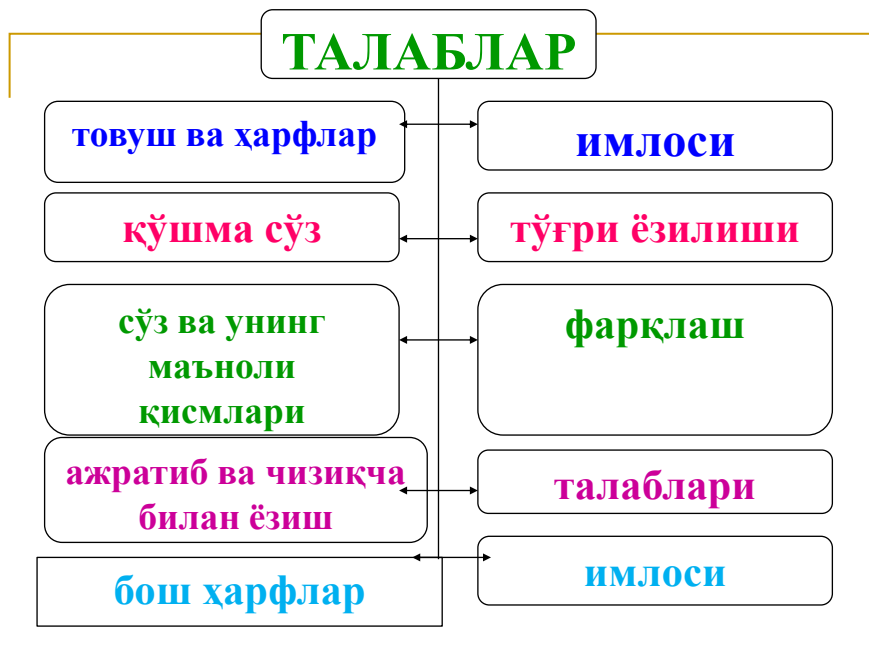 ТАЛАБЛАР
товуш ва ҳарфлар
имлоси
қўшма сўз
тўғри ёзилиши
сўз ва унинг
маъноли
қисмлари
фарқлаш
ажратиб ва чизиқча
билан ёзиш
талаблари
бош ҳарфлар
имлоси